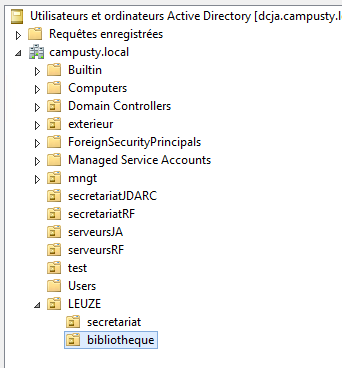 Utilisateurs et ordinateurs Active Directory [dcja.campusty.l
Requêtes enregistrées
campusty.local
Builtin
Computers
Domain Controllers
exterieur
ForeignSecurityPrincipals
Managed Service Accounts
mngt
secretariatJDARC
secretariatRF
serveursJA
serveursRF
test
Users
LEUZE
secretariat
bibliotheque